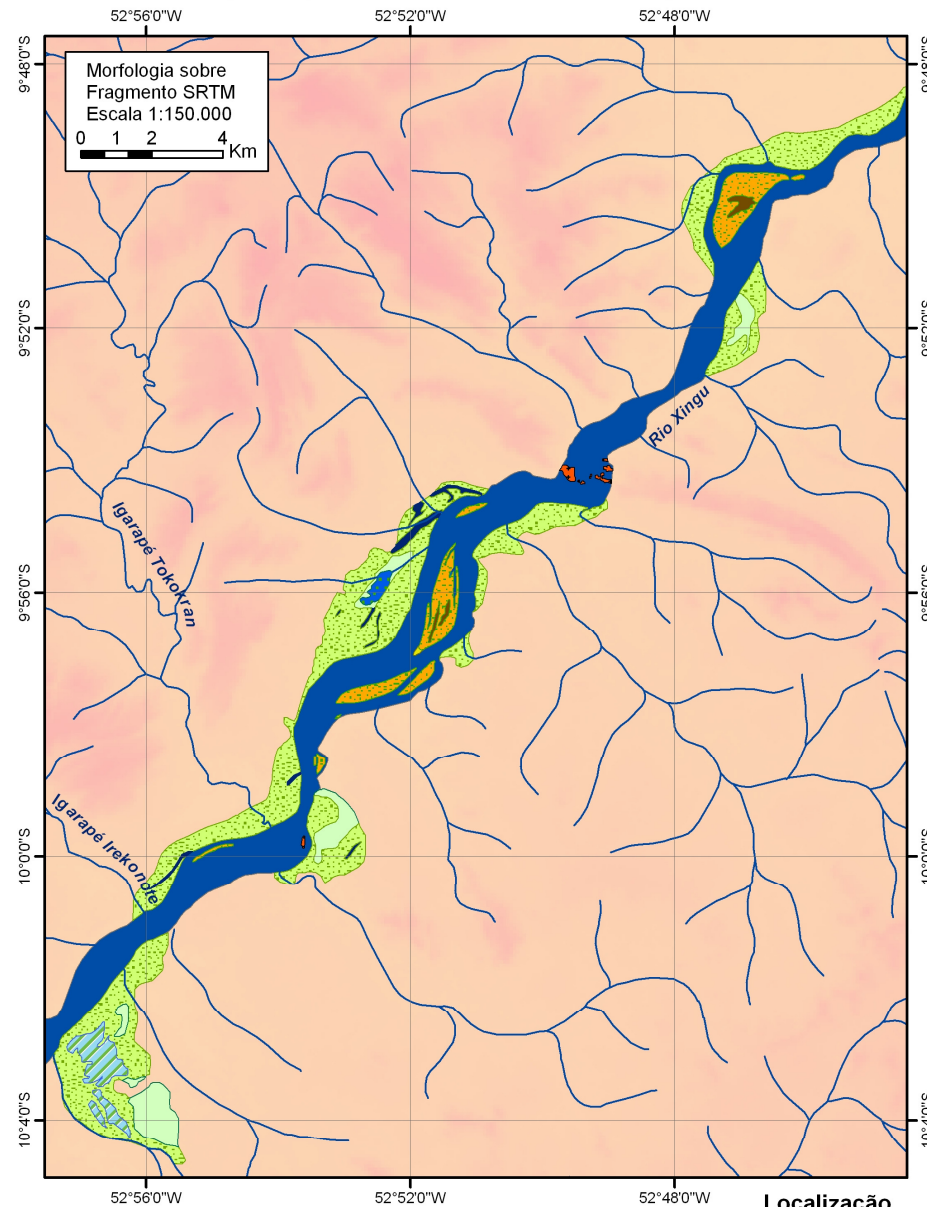 52°56'0"W 52°52'0"W 52°48'0"W
9°48'0"S
Morfologia sobre
Fragmento SRTM
Escala 1:150.000
0 1 2 4
Km
9°52'0"S
Rio Xingu
Igarapé Tokokran
9°56'0"S
Igarapé Irekonote
10°0'0"S
10°4'0"S
52°56'0"W 52°52'0"W 52°48'0"W
Localização